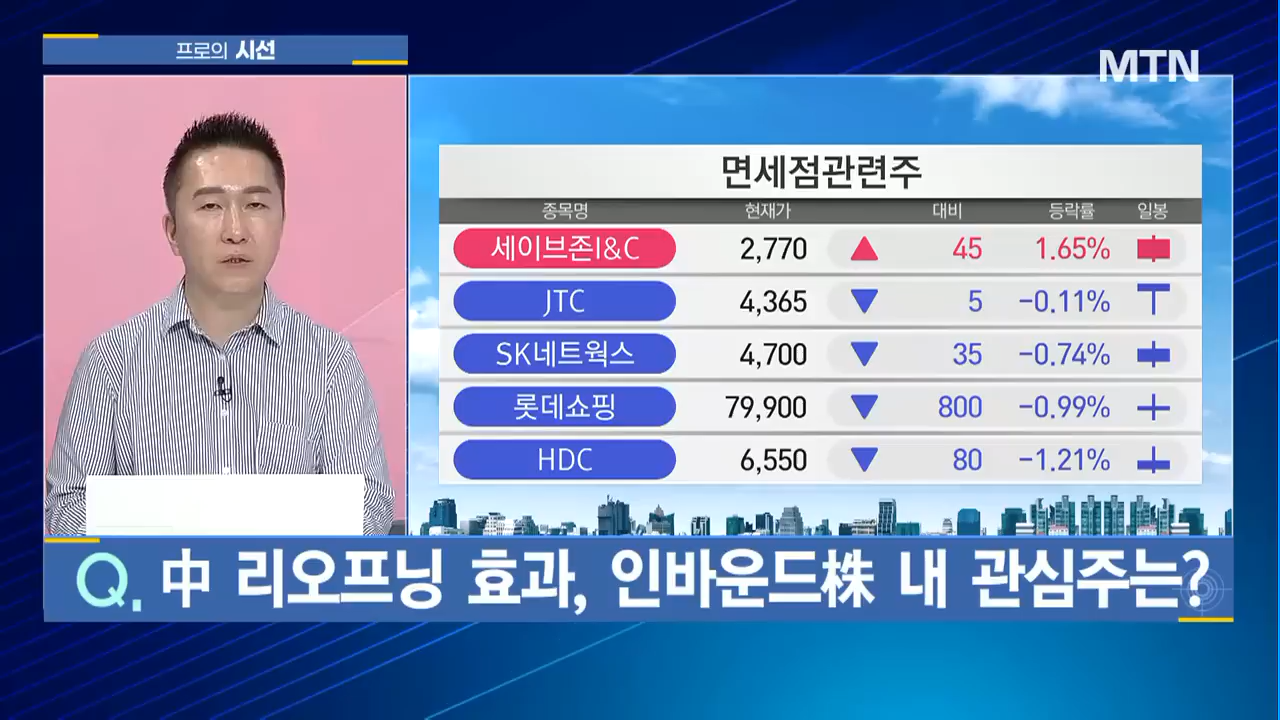 프로의 시선
MTN
면세점관련주
종목명 현재가 대비 등락률 일봉
세이브존I&C 2,770 ▲ 45 1.65%
JTC 4,365 ▼ 5 -0.11%
SK네트웍스 4,700 ▼ 35 -0.74%
롯데쇼핑 79,900 ▼ 800 -0.99%
HDC 6,550 ▼ 80 -1.21%
Q. 中 리오프닝 효과, 인바운드株 내 관심주는?